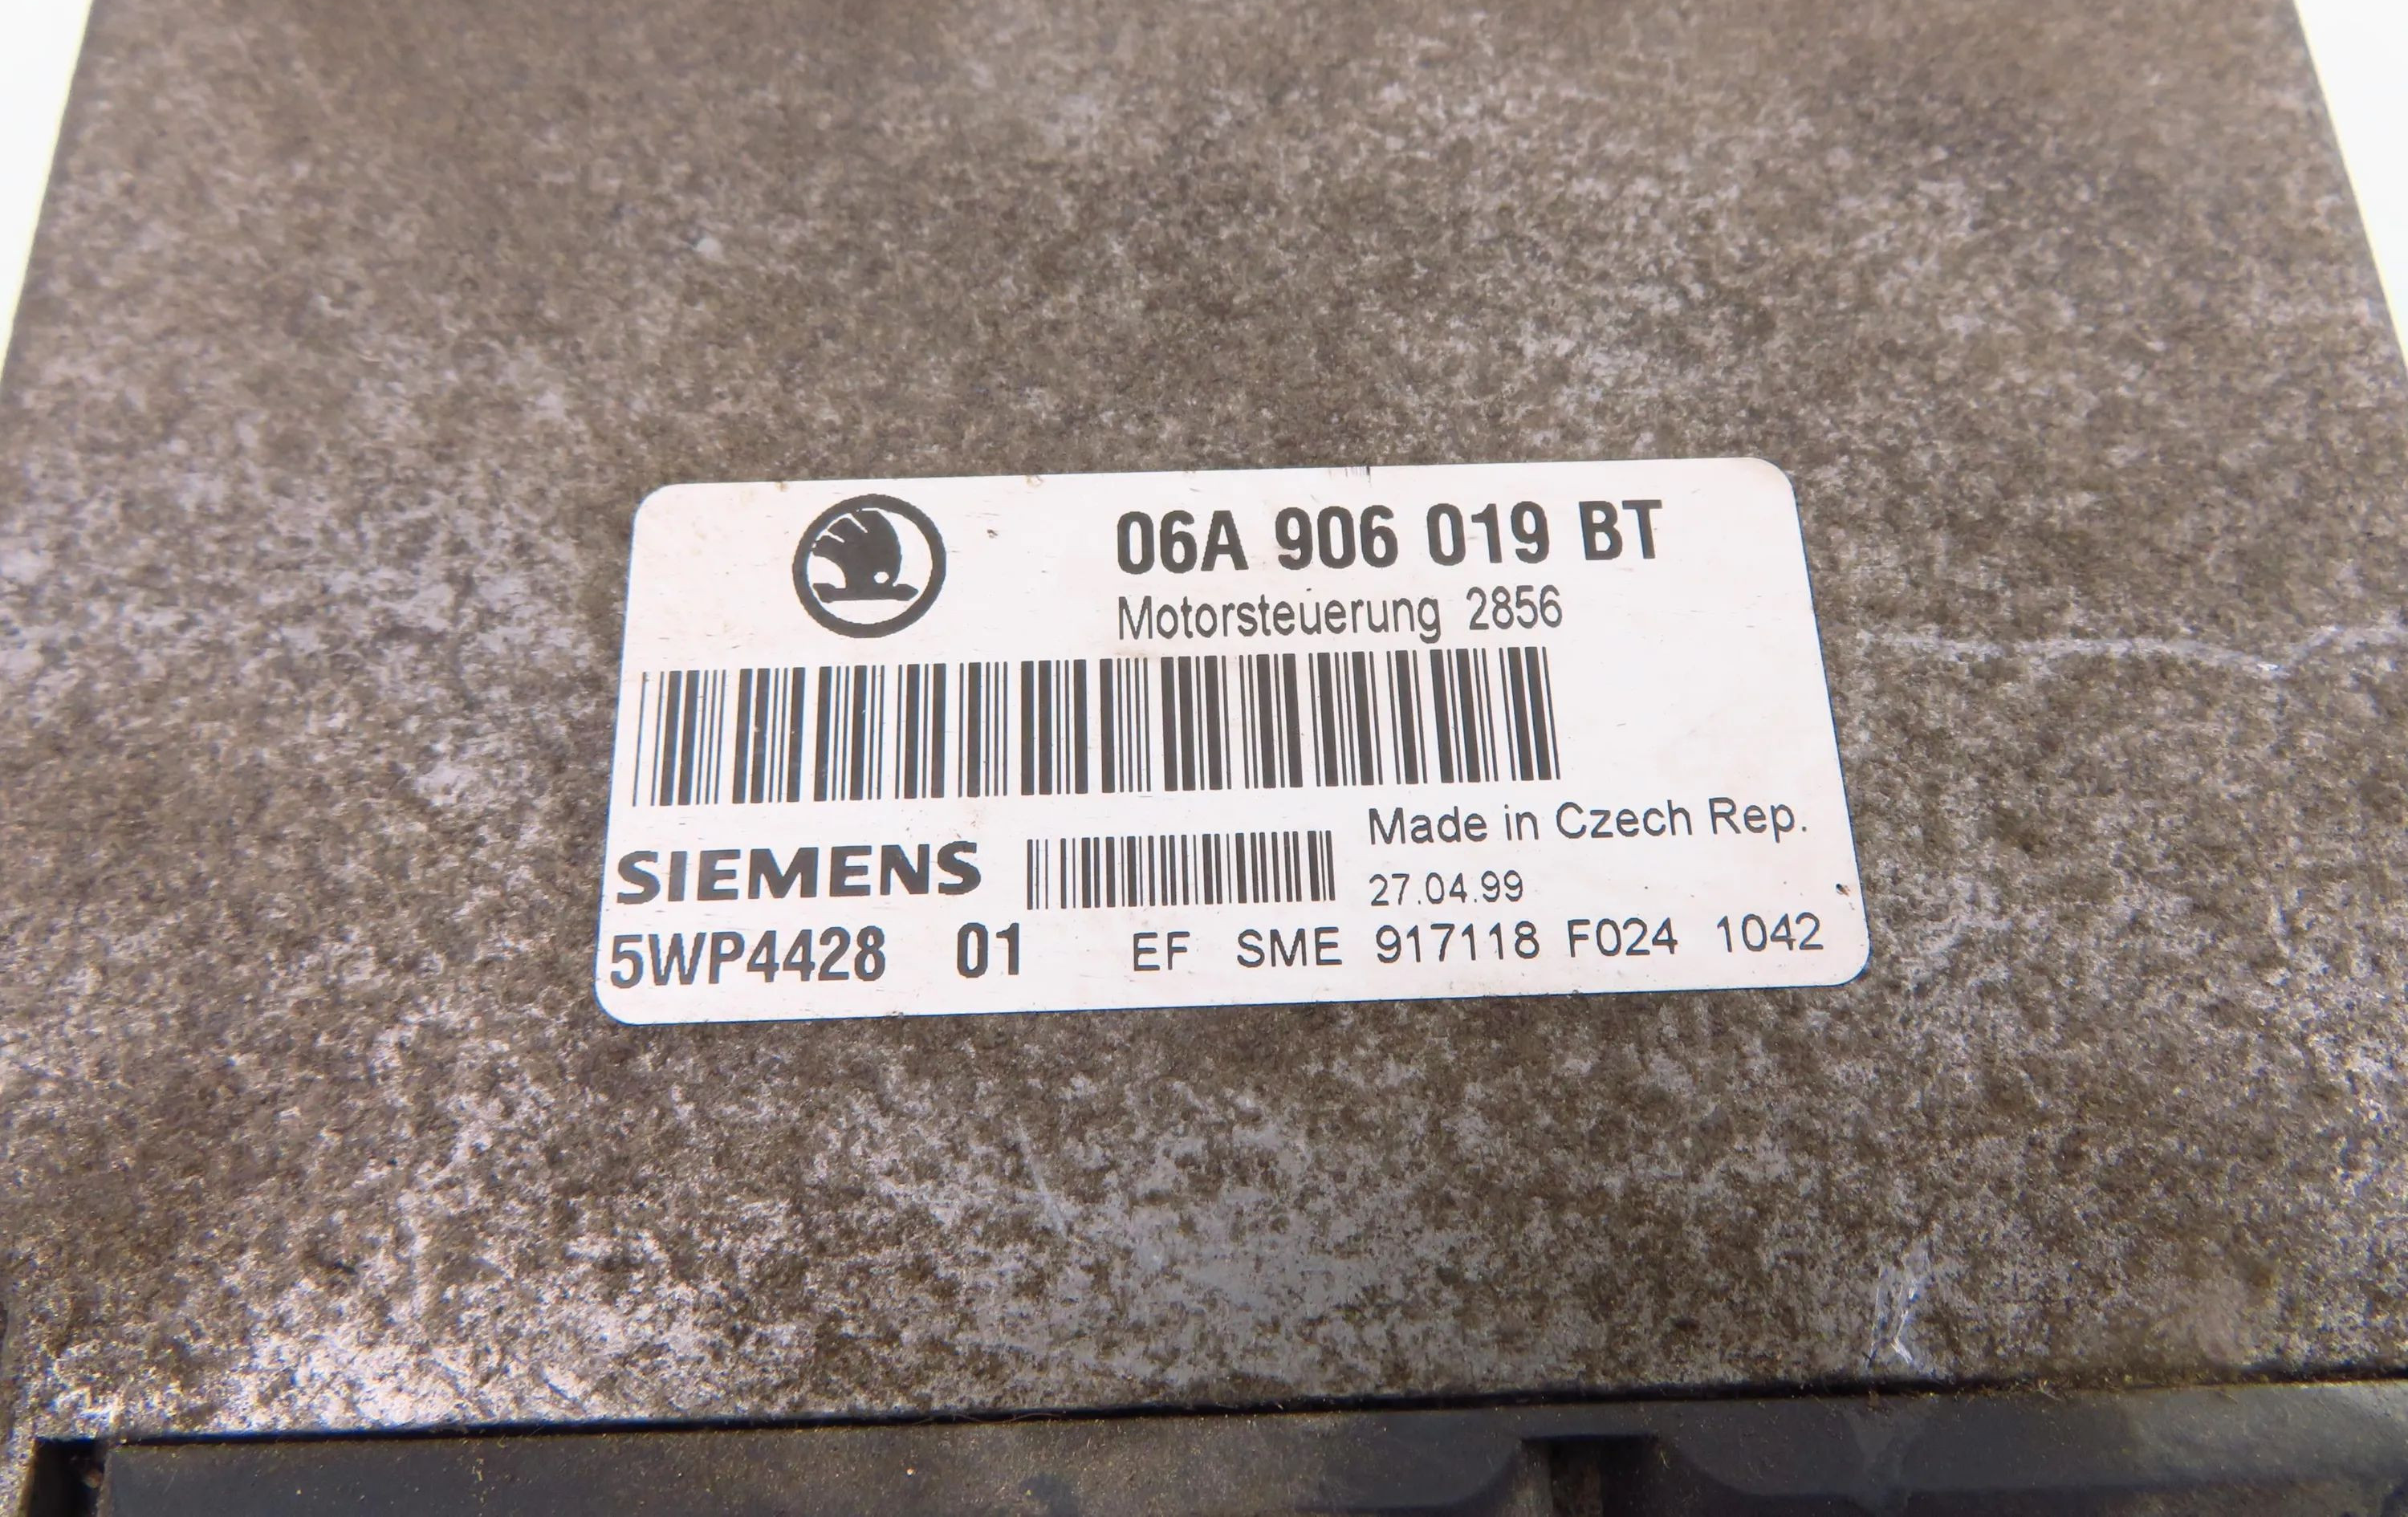 06A 906 019 BT
Motorsteuerung 2856
Made in Czech Rep.
SIEMENS 27.04.99
5WP4428 01 EF SME 917118 F024 1042